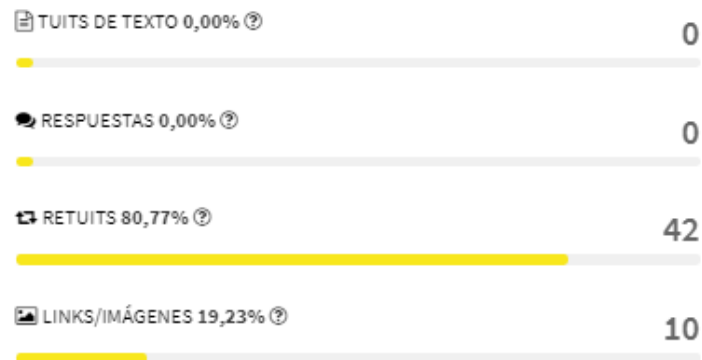 TUITS DE TEXTO 0,00% ?
0
RESPUESTAS 0,00% ?
0
RETUITS 80,77% ?
42
LINKS/IMÁGENES 19,23% ?
10